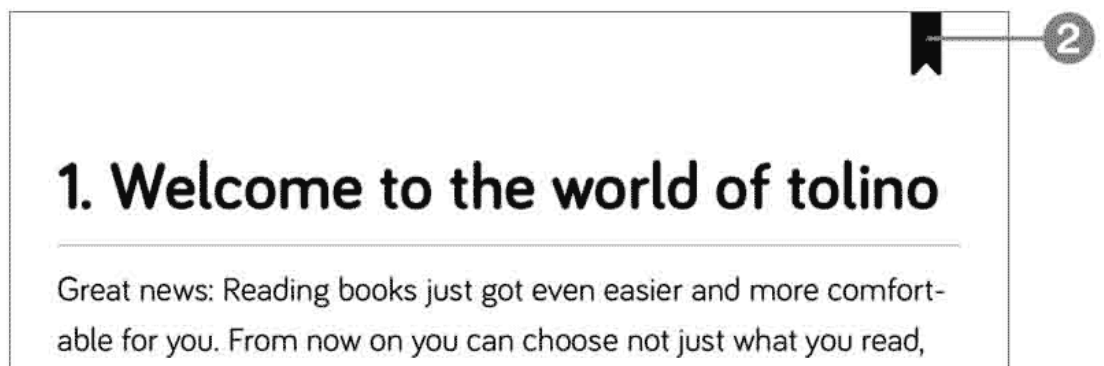 2
1. Welcome to the world of tolino
Great news: Reading books just got even easier and more comfort-
able for you. From now on you can choose not just what you read,